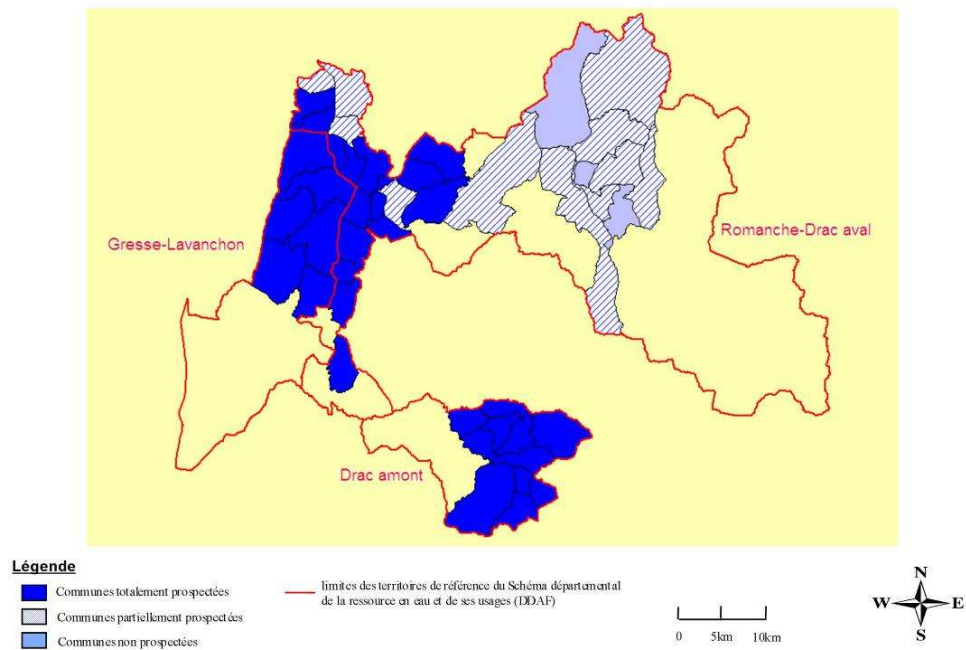 Gresse-Lavanchon
Romanche-Drac aval
Drac amont
Légende
Communes totalement prospectées
Communes partiellement prospectées
Communes non prospectées
limites des territoires de référence du Schéma départemental
de la ressource en eau et de ses usages (DDAF)
0 5km 10km
N
W E
S